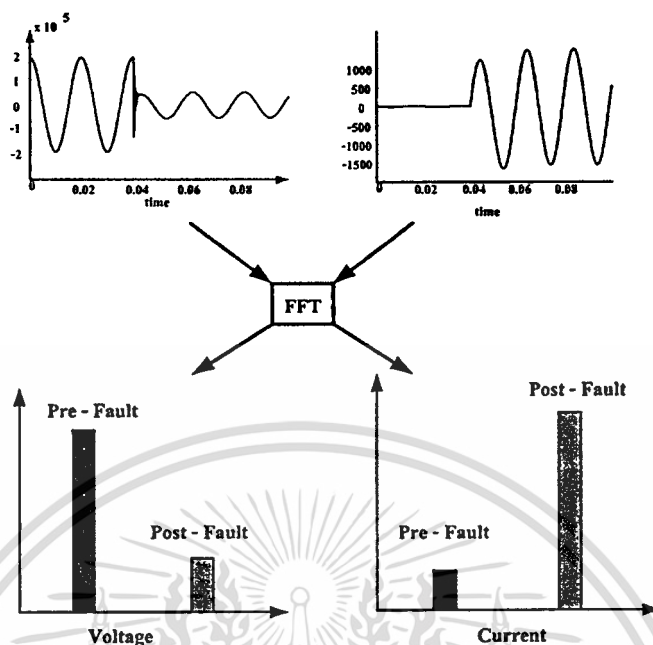 x 10 5
2
1
0
-1
-2
0 0.02 0.04 0.06 0.08
time
1000
500
0
-500
-1000
-1500
0 0.02 0.04 0.06 0.08
time
FFT
Pre - Fault
Post - Fault
Voltage
Post - Fault
Pre - Fault
Current